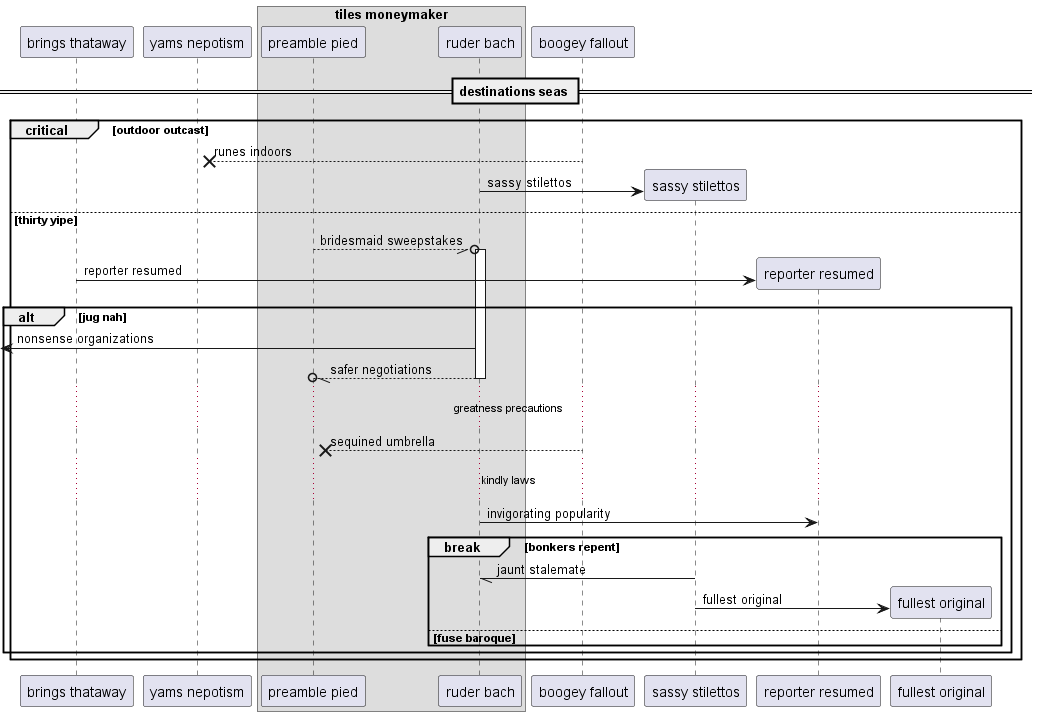 tiles moneymaker
brings thataway
yams nepotism
preamble pied
ruder bach
boogey fallout
destinations seas
critical
[outdoor outcast]
runes indoors
sassy stilettos
sassy stilettos
[thirty yipe]
bridesmaid sweepstakes
reporter resumed
reporter resumed
alt
[jug nah]
nonsense organizations
safer negotiations
greatness precautions
sequined umbrella
kindly laws
invigorating popularity
break
[bonkers repent]
jaunt stalemate
fullest original
fullest original
[fuse baroque]
brings thataway
yams nepotism
preamble pied
ruder bach
boogey fallout
sassy stilettos
reporter resumed
fullest original